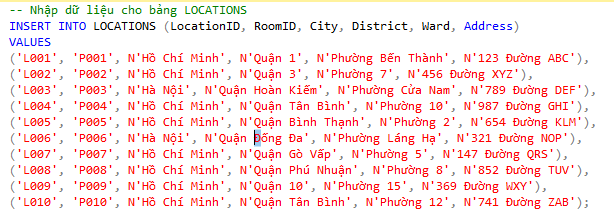 -- Nhập dữ liệu cho bảng LOCATIONS
INSERT INTO LOCATIONS (LocationID, RoomID, City, District, Ward, Address)
VALUES
('L001', 'P001', N'Hồ Chí Minh', N'Quận 1', N'Phường Bến Thành', N'123 Đường ABC'),
('L002', 'P002', N'Hồ Chí Minh', N'Quận 3', N'Phường 7', N'456 Đường XYZ'),
('L003', 'P003', N'Hà Nội', N'Quận Hoàn Kiếm', N'Phường Cửa Nam', N'789 Đường DEF'),
('L004', 'P004', N'Hồ Chí Minh', N'Quận Tân Bình', N'Phường 10', N'987 Đường GHI'),
('L005', 'P005', N'Hồ Chí Minh', N'Quận Bình Thạnh', N'Phường 2', N'654 Đường KLM'),
('L006', 'P006', N'Hà Nội', N'Quận Đống Đa', N'Phường Láng Hạ', N'321 Đường NOP'),
('L007', 'P007', N'Hồ Chí Minh', N'Quận Gò Vấp', N'Phường 5', N'147 Đường QRS'),
('L008', 'P008', N'Hồ Chí Minh', N'Quận Phú Nhuận', N'Phường 8', N'852 Đường TUV'),
('L009', 'P009', N'Hồ Chí Minh', N'Quận 10', N'Phường 15', N'369 Đường WXY'),
('L010', 'P010', N'Hồ Chí Minh', N'Quận Tân Bình', N'Phường 12', N'741 Đường ZAB');